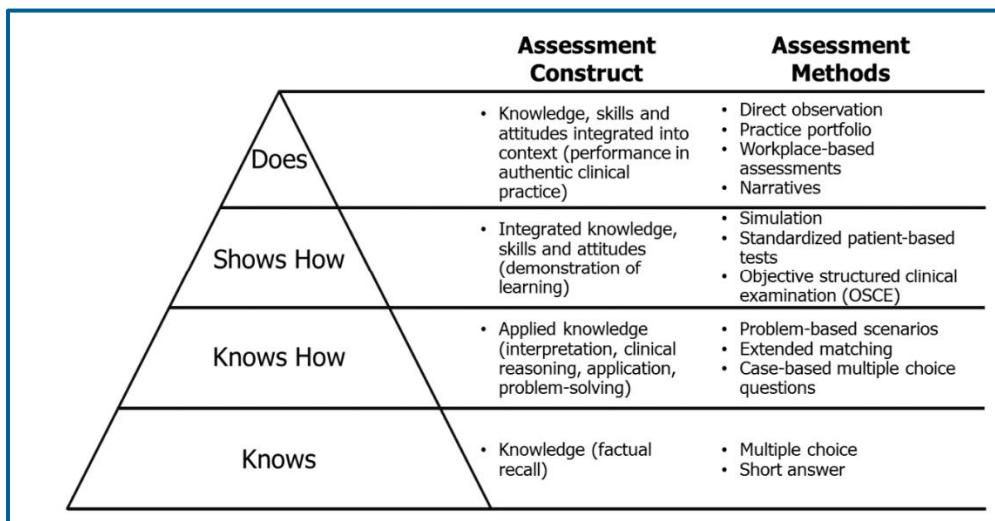 Assessment
Construct
Assessment
Methods
Does
• Knowledge, skills and
attitudes integrated into
context (performance in
authentic clinical
practice)
• Direct observation
• Practice portfolio
• Workplace-based
assessments
• Narratives
Shows How
• Integrated knowledge,
skills and attitudes
(demonstration of
learning)
• Simulation
• Standardized patient-based
tests
• Objective structured clinical
examination (OSCE)
Knows How
• Applied knowledge
(interpretation, clinical
reasoning, application,
problem-solving)
• Problem-based scenarios
• Extended matching
• Case-based multiple choice
questions
Knows
• Knowledge (factual
recall)
• Multiple choice
• Short answer